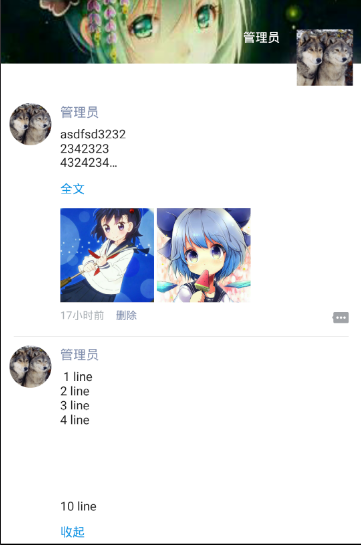 管理员
管理员
asdfsd3232
2342323
4324234...
全文
17小时前 删除
管理员
1 line
2 line
3 line
4 line
10 line
收起